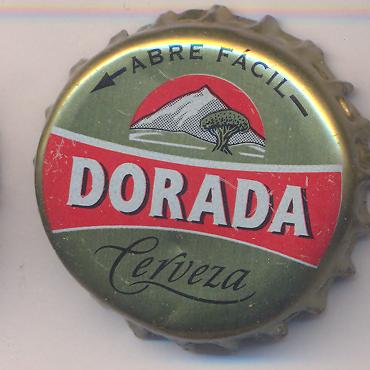 ABRE FÁCIL
DORADA
Cerveza